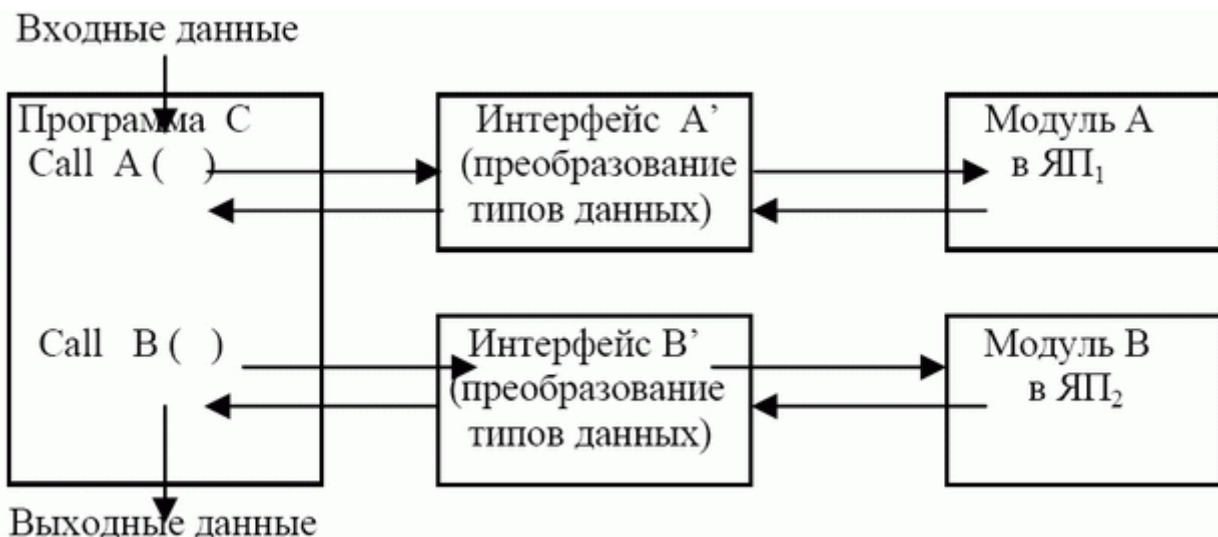 Входные данные
Программа С
Call A ( )
Интерфейс A’
(преобразование
типов данных)
Модуль А
в ЯП₁
Call B ( )
Интерфейс B’
(преобразование
типов данных)
Модуль В
в ЯП₂
Выходные данные